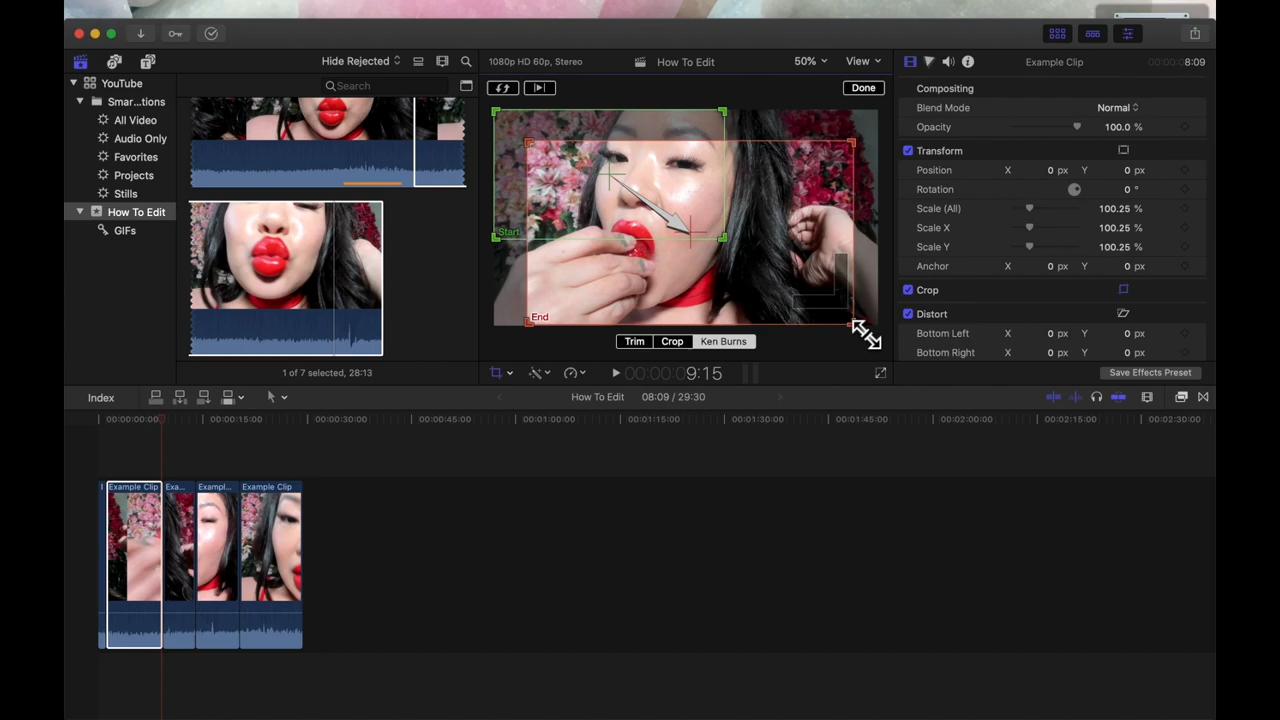 Hide Rejected
1080p HD 60p, Stereo
How To Edit
50%
View
Example Clip
00:00:08:09
YouTube
Search
Done
Compositing
Smar...tions
Blend Mode
Normal
All Video
Opacity
100.0 %
Audio Only
Transform
Favorites
Position X 0 px Y 0 px
Projects
Rotation 0 °
Stills
Scale (All) 100.25 %
How To Edit
Scale X 100.25 %
GIFs
Start
Scale Y 100.25 %
Anchor X 0 px Y 0 px
Crop
End
Distort
Bottom Left X 0 px Y 0 px
Trim
Crop
Ken Burns
Bottom Right X 0 px Y 0 px
1 of 7 selected, 28:13
00:00:09:15
Save Effects Preset
Index
How To Edit
08:09 / 29:30
00:00:00:00
00:00:15:00
00:00:30:00
00:00:45:00
00:01:00:00
00:01:15:00
00:01:30:00
00:01:45:00
00:02:00:00
00:02:15:00
00:02:30:00
Example Clip
Exa...
Exampl...
Example Clip